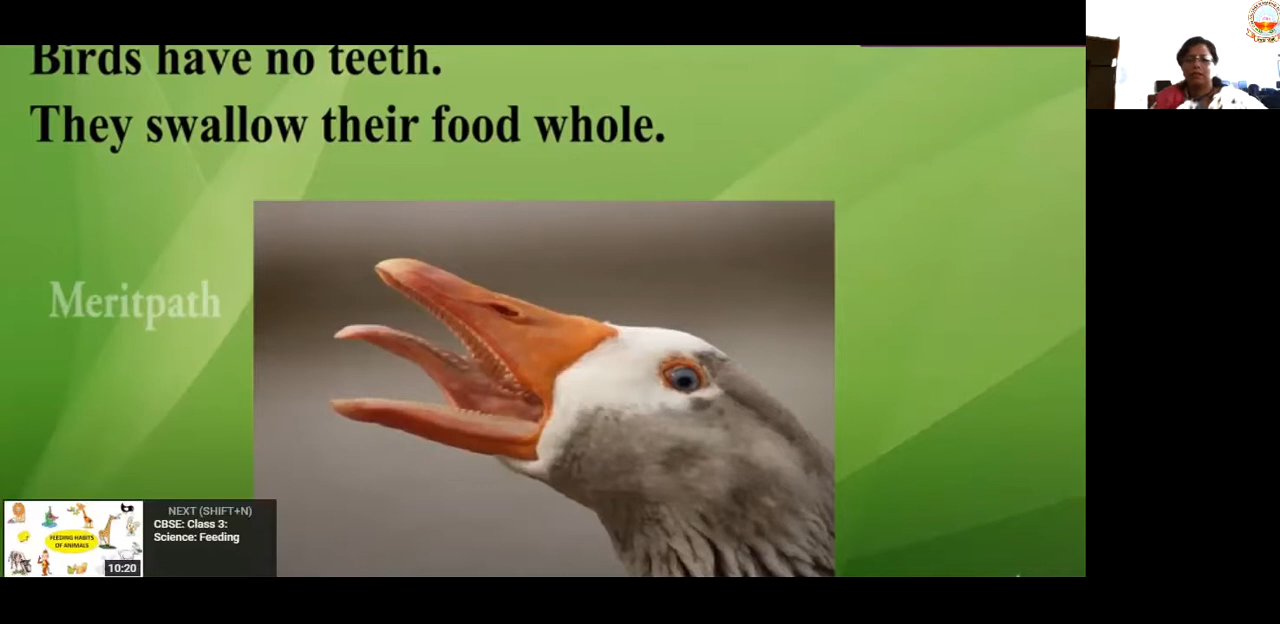 Birds have no teeth.
They swallow their food whole.
Meritpath
NEXT (SHIFT+N)
CBSE: Class 3:
Science: Feeding
FEEDING HABITS
OF ANIMALS
10:20